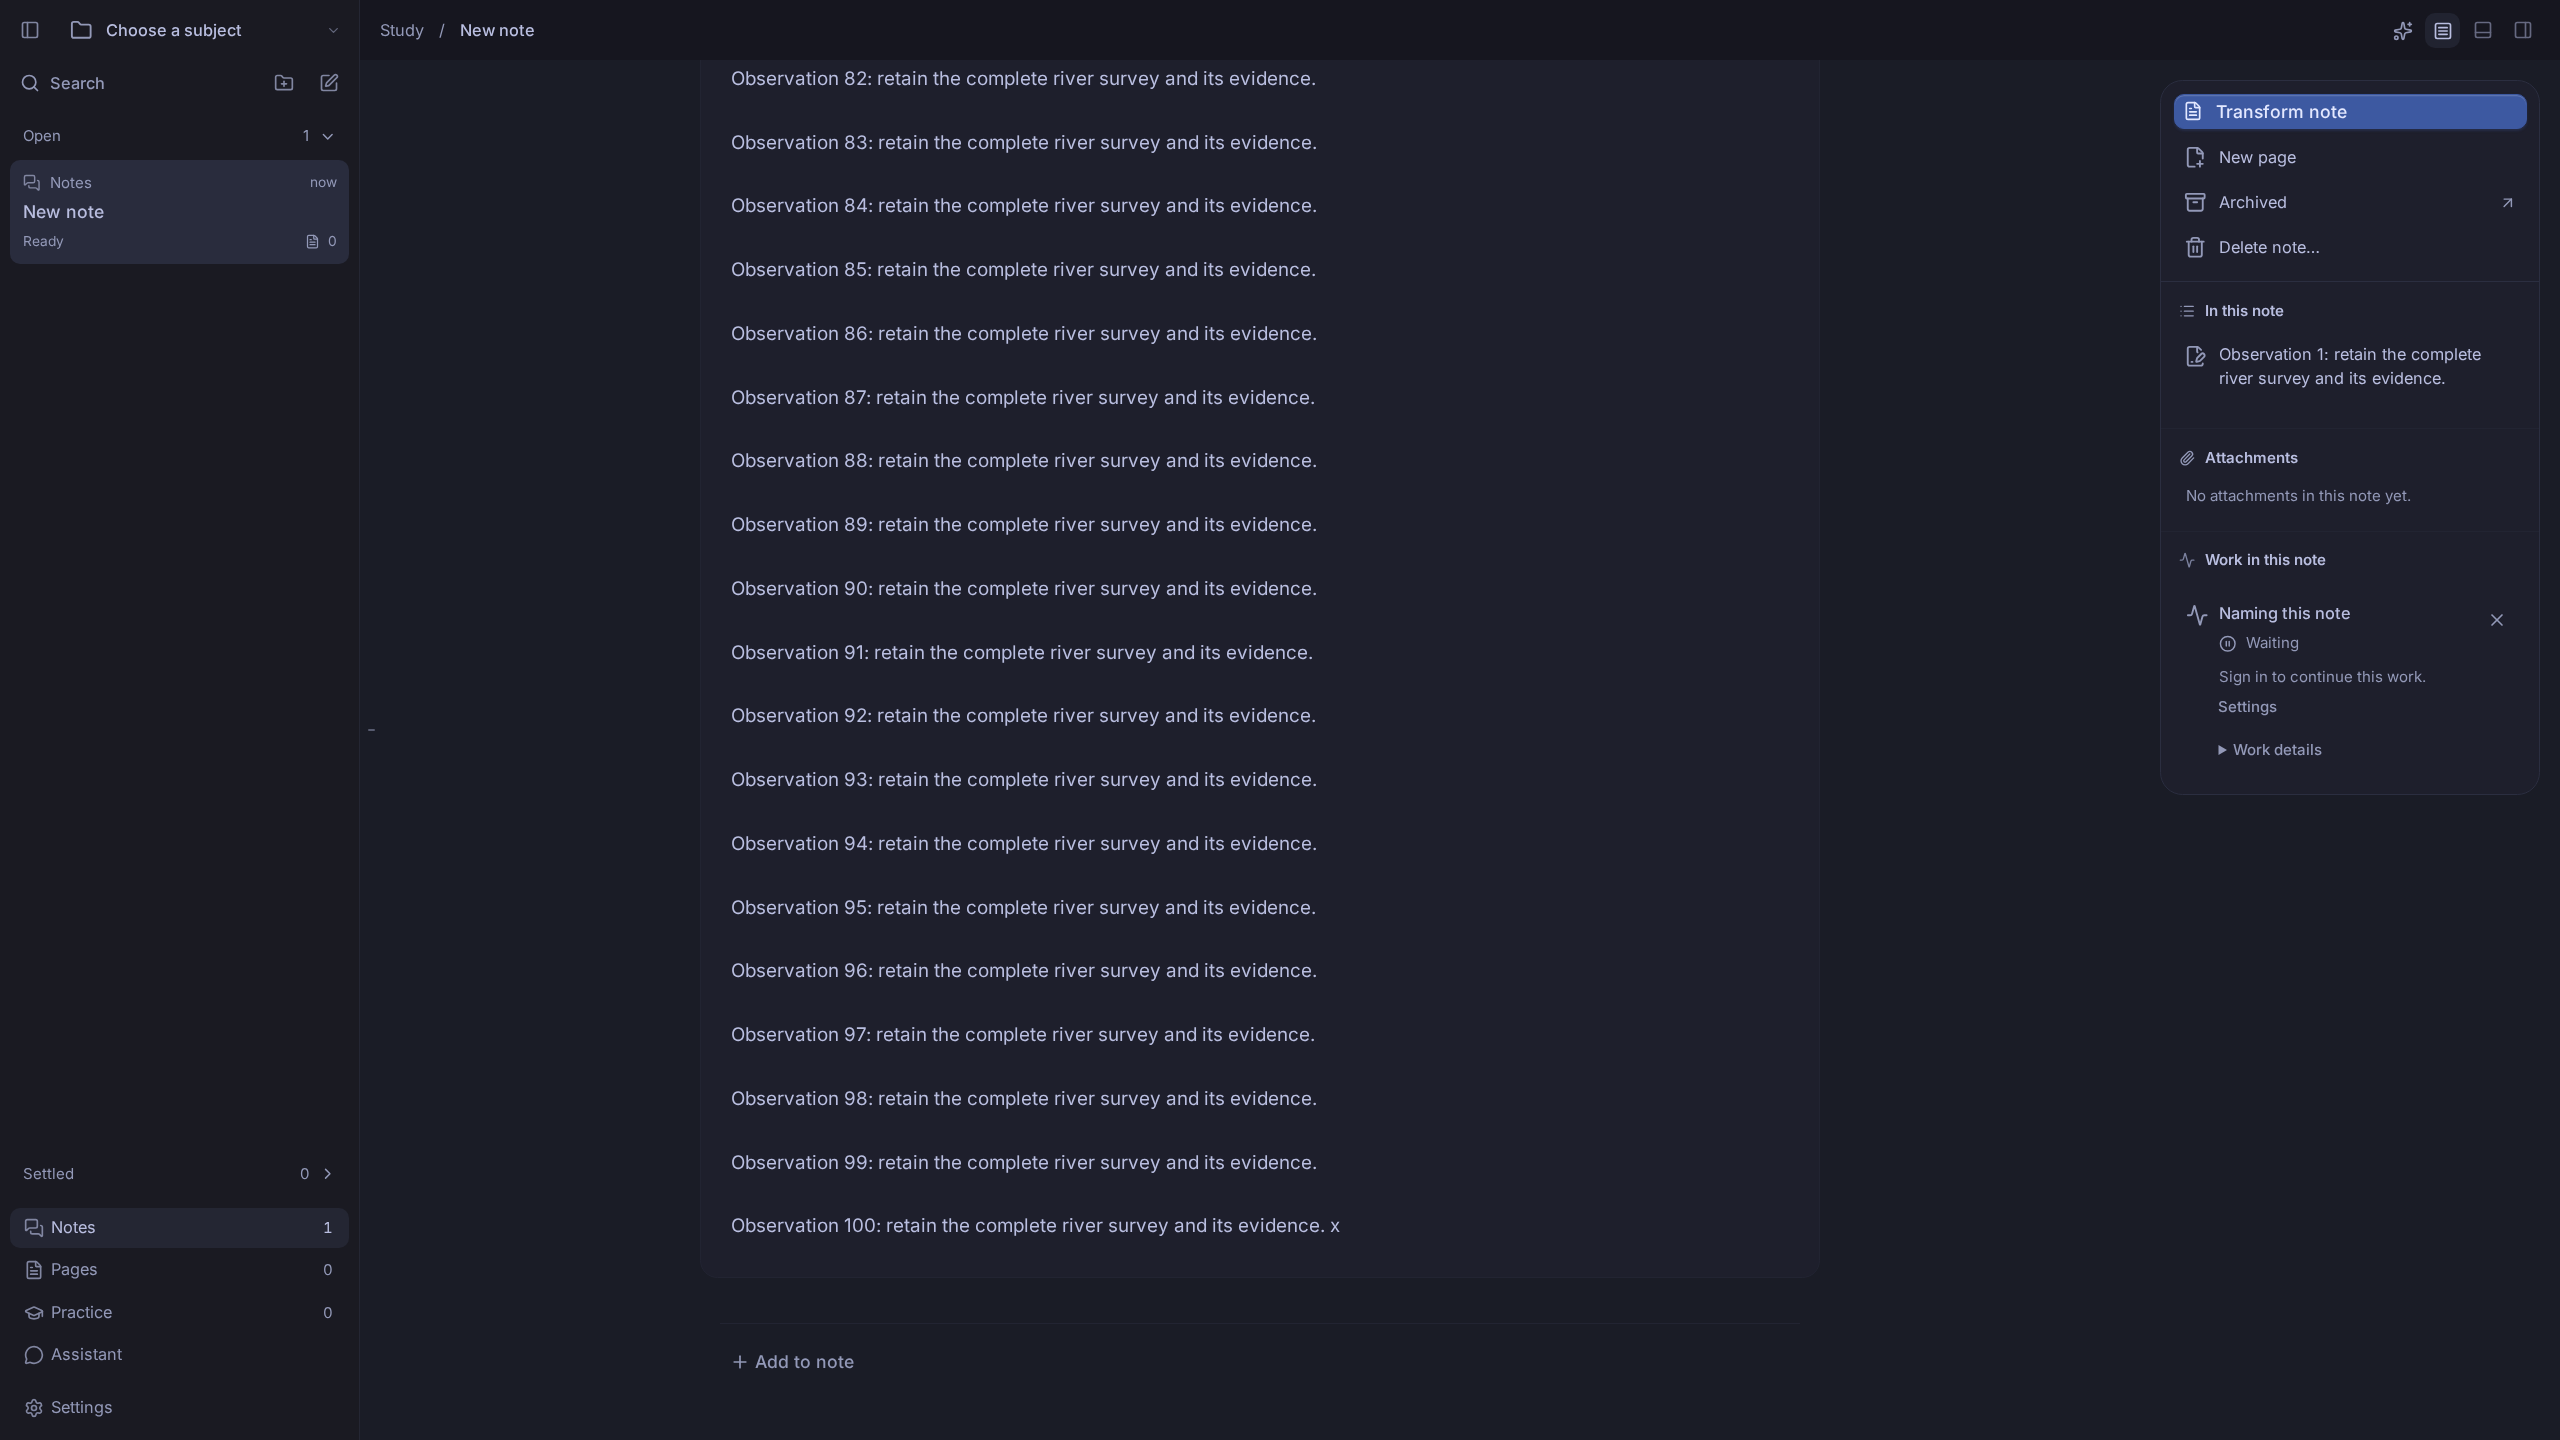 Choose a subject
Search
Open 1
Notes now
New note
Ready 0
Settled 0
Notes 1
Pages 0
Practice 0
Assistant
Settings
Study / New note
Observation 82: retain the complete river survey and its evidence.
Observation 83: retain the complete river survey and its evidence.
Observation 84: retain the complete river survey and its evidence.
Observation 85: retain the complete river survey and its evidence.
Observation 86: retain the complete river survey and its evidence.
Observation 87: retain the complete river survey and its evidence.
Observation 88: retain the complete river survey and its evidence.
Observation 89: retain the complete river survey and its evidence.
Observation 90: retain the complete river survey and its evidence.
Observation 91: retain the complete river survey and its evidence.
Observation 92: retain the complete river survey and its evidence.
Observation 93: retain the complete river survey and its evidence.
Observation 94: retain the complete river survey and its evidence.
Observation 95: retain the complete river survey and its evidence.
Observation 96: retain the complete river survey and its evidence.
Observation 97: retain the complete river survey and its evidence.
Observation 98: retain the complete river survey and its evidence.
Observation 99: retain the complete river survey and its evidence.
Observation 100: retain the complete river survey and its evidence. x
Add to note
Transform note
New page
Archived
Delete note...
In this note
Observation 1: retain the complete
river survey and its evidence.
Attachments
No attachments in this note yet.
Work in this note
Naming this note
Waiting
Sign in to continue this work.
Settings
Work details